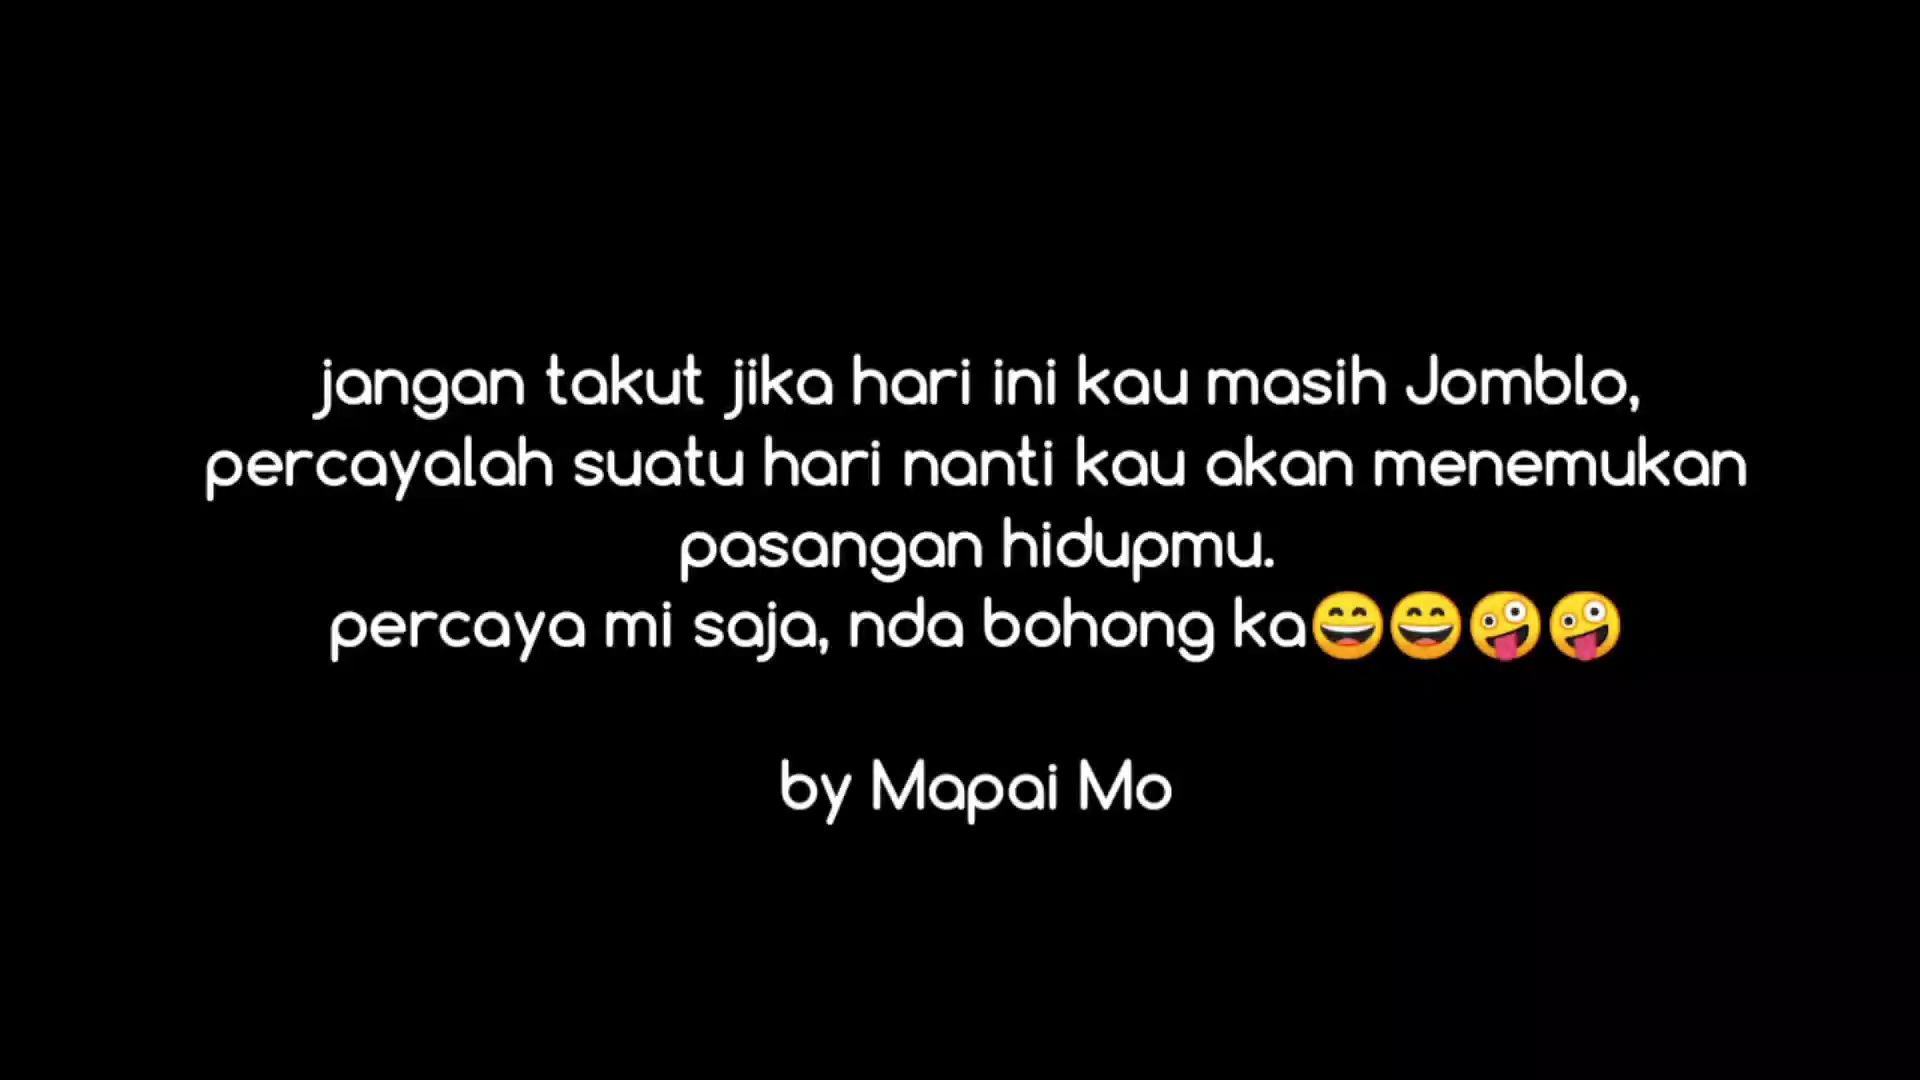 jangan takut jika hari ini kau masih Jomblo,
percayalah suatu hari nanti kau akan menemukan
pasangan hidupmu.
percaya mi saja, nda bohong ka😄😄🤪🤪
by Mapai Mo